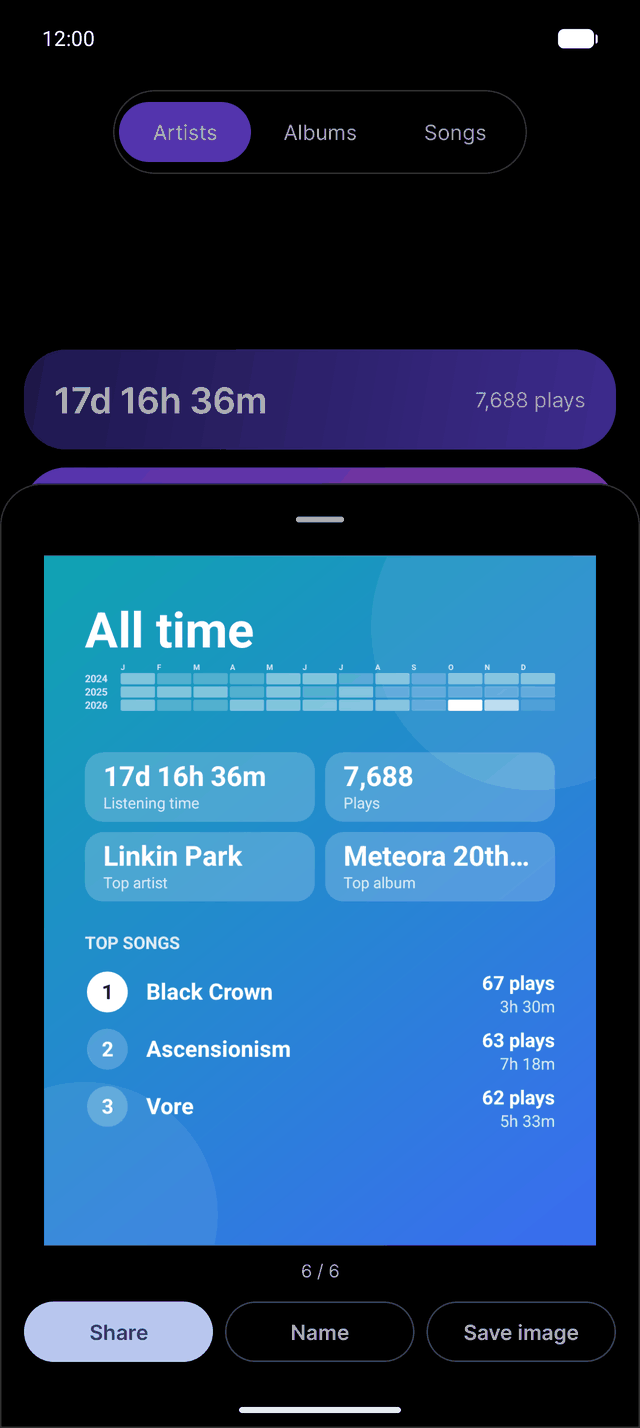 12:00
Artists Albums Songs
17d 16h 36m 7,688 plays
All time
J F M A M J J A S O N D
2024
2025
2026
17d 16h 36m 7,688
Listening time Plays
Linkin Park Meteora 20th...
Top artist Top album
TOP SONGS
1 Black Crown 67 plays
3h 30m
2 Ascensionism 63 plays
7h 18m
3 Vore 62 plays
5h 33m
6 / 6
Share Name Save image